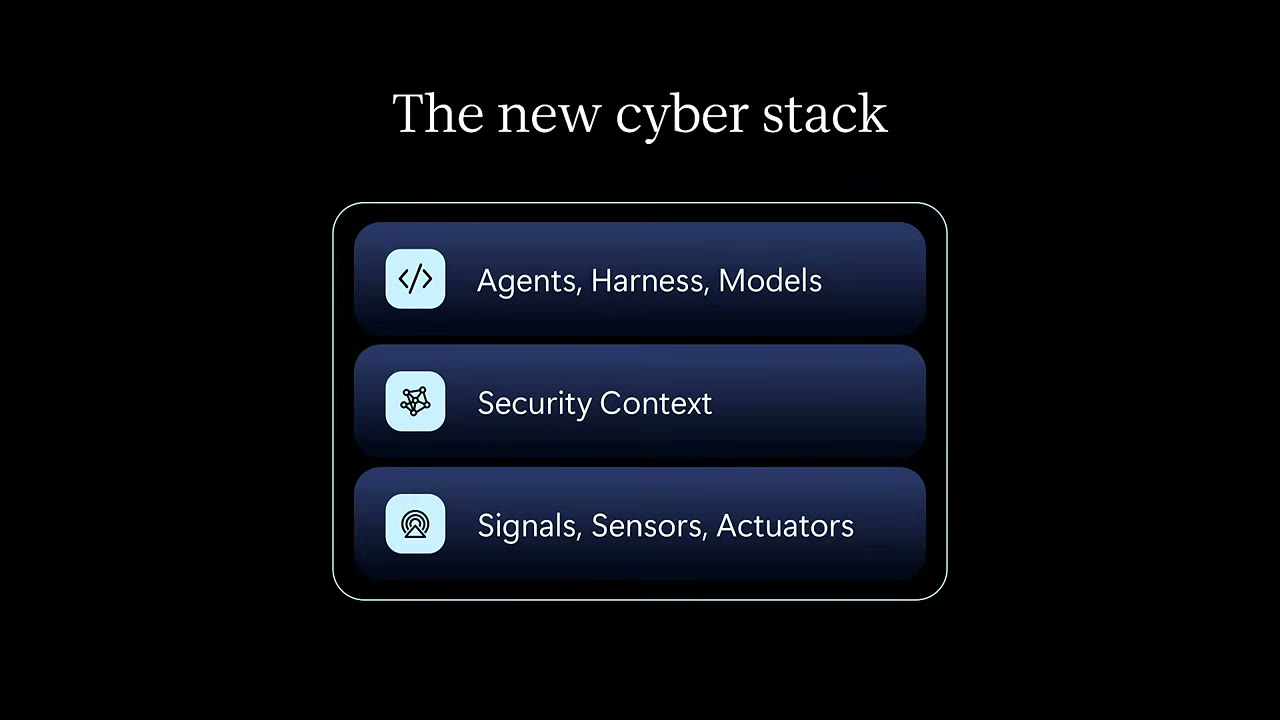 The new cyber stack
Agents, Harness, Models
Security Context
Signals, Sensors, Actuators